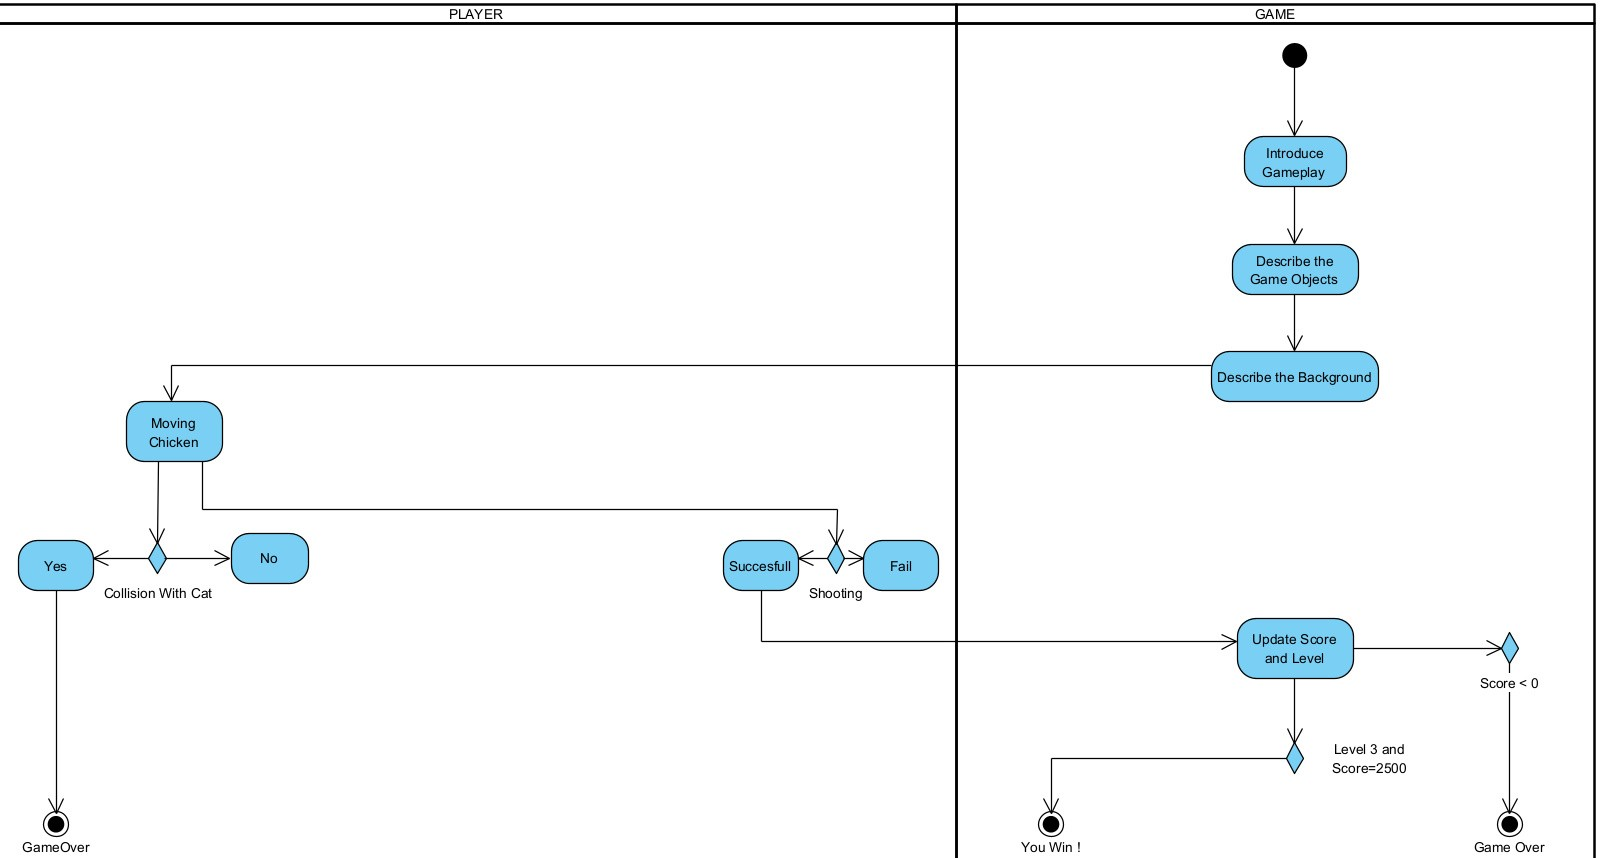 PLAYER
GAME
Introduce
Gameplay
Describe the
Game Objects
Describe the Background
Moving
Chicken
Yes
No
Collision With Cat
Succesfull
Fail
Shooting
Update Score
and Level
Score < 0
Level 3 and
Score=2500
GameOver
You Win !
Game Over